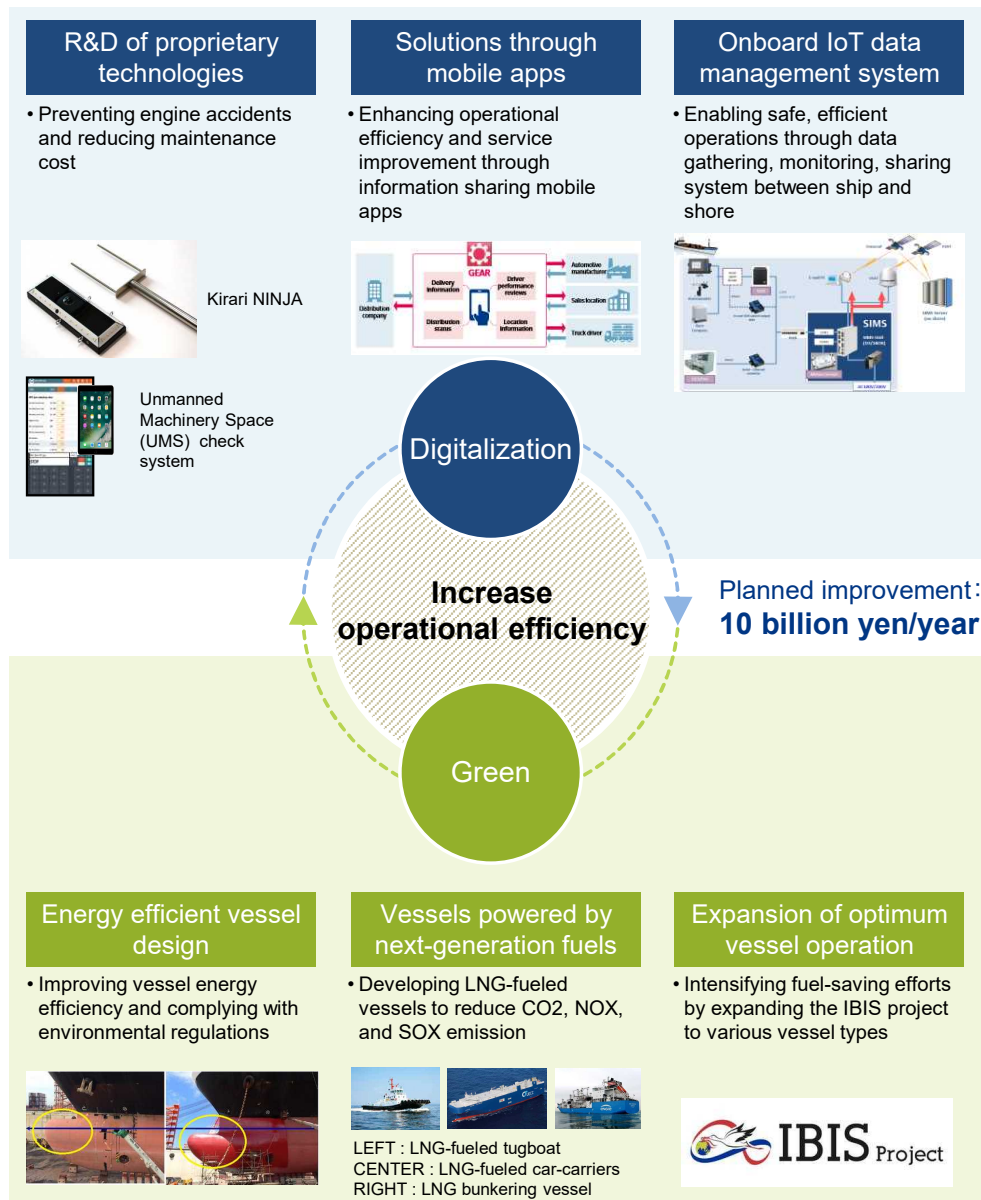 R&D of proprietary
technologies
• Preventing engine accidents
and reducing maintenance
cost
Kirari NINJA
Unmanned
Machinery Space
(UMS) check
system
Solutions through
mobile apps
• Enhancing operational
efficiency and service
improvement through
information sharing mobile
apps
GEAR
Distribution
company
Delivery
information
Driver
performance
reviews
Distribution
status
Location
information
Automotive
manufacturer
Sales location
Truck driver
Onboard IoT data
management system
• Enabling safe, efficient
operations through data
gathering, monitoring, sharing
system between ship and
shore
SIMS
Digitalization
Increase
operational efficiency
Planned improvement:
10 billion yen/year
Green
Energy efficient vessel
design
• Improving vessel energy
efficiency and complying with
environmental regulations
Vessels powered by
next-generation fuels
• Developing LNG-fueled
vessels to reduce CO2, NOX,
and SOX emission
LEFT : LNG-fueled tugboat
CENTER : LNG-fueled car-carriers
RIGHT : LNG bunkering vessel
Expansion of optimum
vessel operation
• Intensifying fuel-saving efforts
by expanding the IBIS project
to various vessel types
IBIS Project